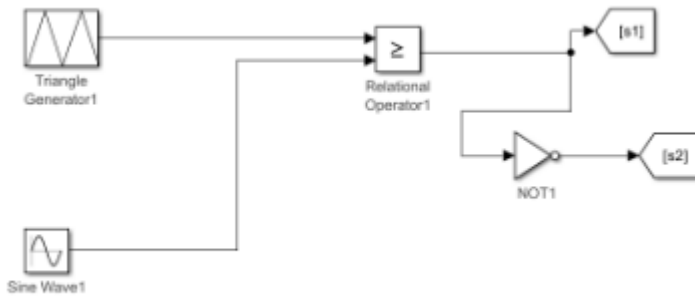 [s1]
≥
Triangle
Generator1
Relational
Operator1
[s2]
NOT1
Sine Wave1